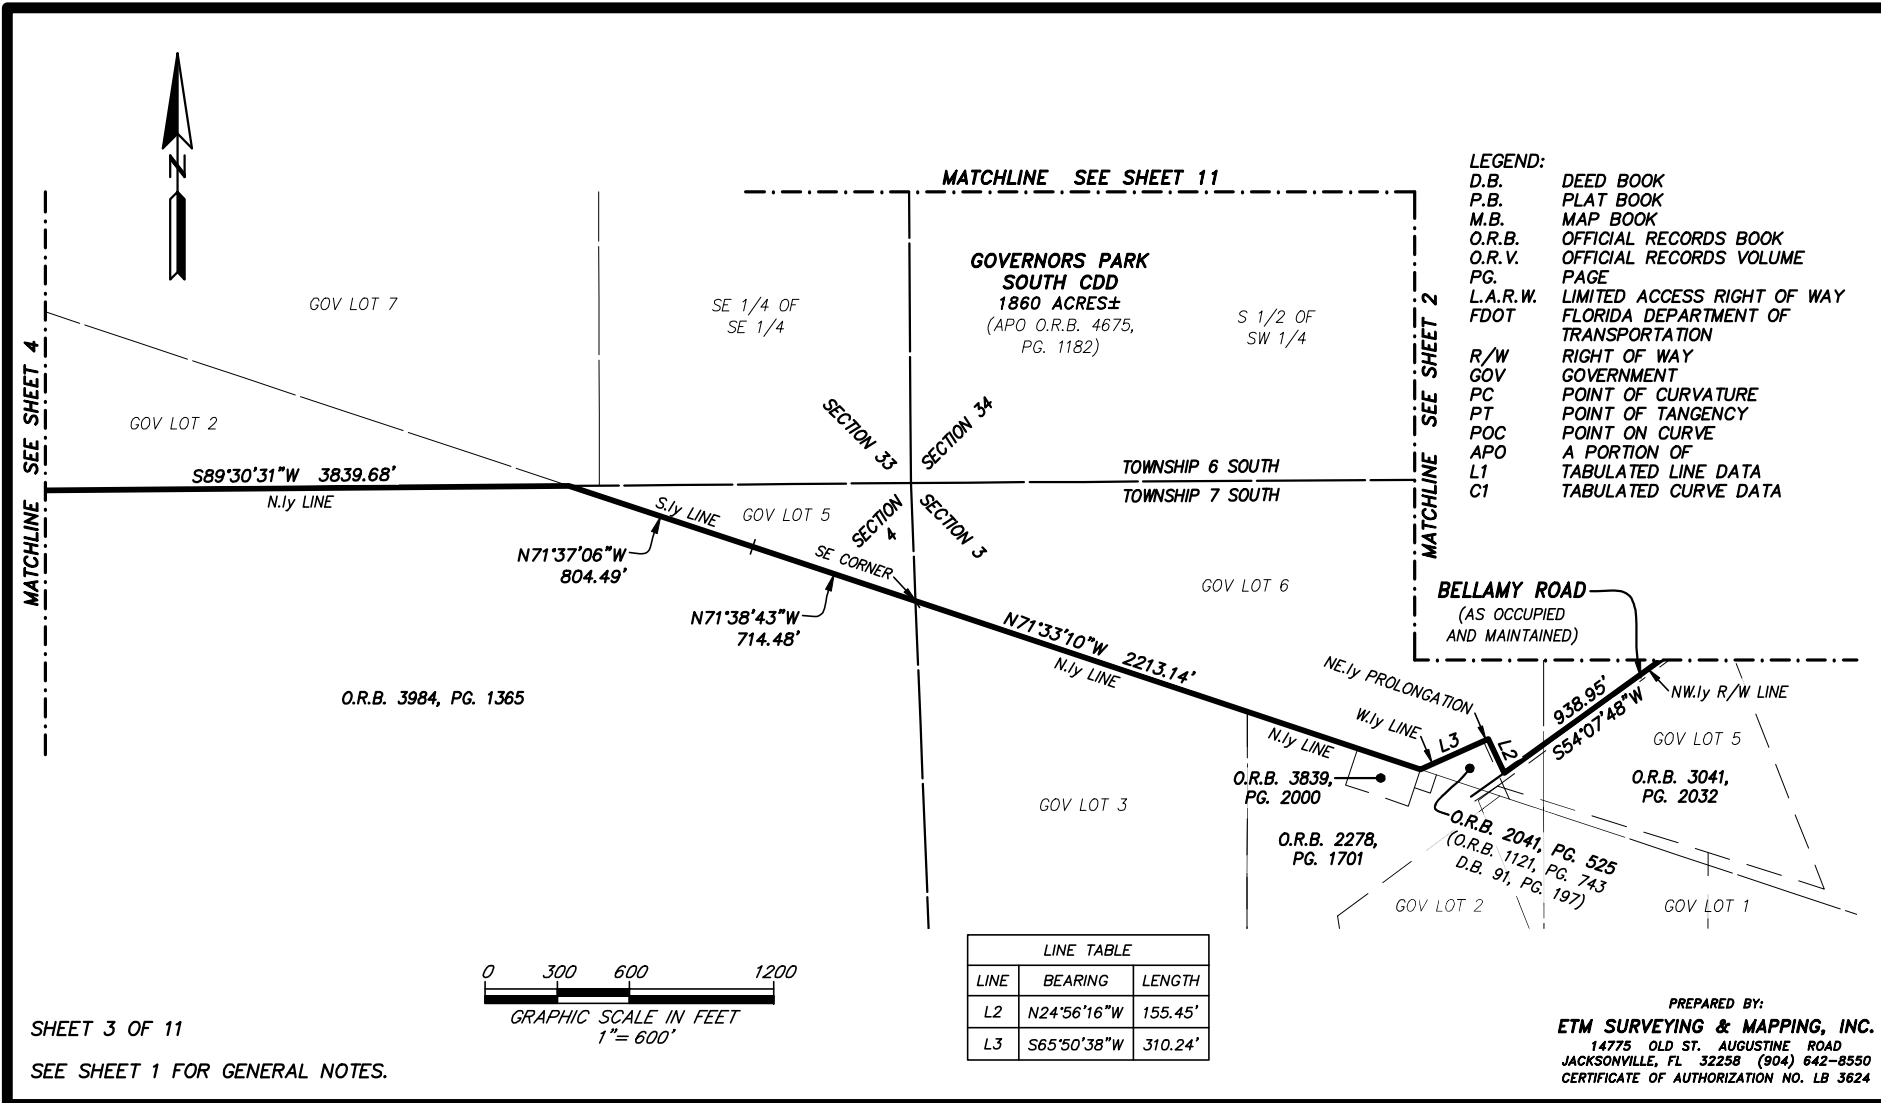 N
MATCHLINE SEE SHEET 11
MATCHLINE SEE SHEET 4
MATCHLINE SEE SHEET 2
LEGEND:
D.B. DEED BOOK
P.B. PLAT BOOK
M.B. MAP BOOK
O.R.B. OFFICIAL RECORDS BOOK
O.R.V. OFFICIAL RECORDS VOLUME
PG. PAGE
L.A.R.W. LIMITED ACCESS RIGHT OF WAY
FDOT FLORIDA DEPARTMENT OF
TRANSPORTATION
R/W RIGHT OF WAY
GOV GOVERNMENT
PC POINT OF CURVATURE
PT POINT OF TANGENCY
POC POINT ON CURVE
APO A PORTION OF
L1 TABULATED LINE DATA
C1 TABULATED CURVE DATA
GOV LOT 7
SE 1/4 OF
SE 1/4
GOVERNORS PARK
SOUTH CDD
1860 ACRES±
(APO O.R.B. 4675,
PG. 1182)
S 1/2 OF
SW 1/4
GOV LOT 2
SECTION 33
SECTION 34
S89°30'31"W 3839.68'
N.ly LINE
TOWNSHIP 6 SOUTH
TOWNSHIP 7 SOUTH
S.ly LINE
GOV LOT 5
SECTION
4
SECTION 3
N71°37'06"W
804.49'
SE CORNER
N71°38'43"W
714.48'
GOV LOT 6
N71°33'10"W 2213.14'
N.ly LINE
BELLAMY ROAD
(AS OCCUPIED
AND MAINTAINED)
NE.ly PROLONGATION
O.R.B. 3984, PG. 1365
W.ly LINE
N.ly LINE
L3
L2
938.95'
S54°07'48"W
NW.ly R/W LINE
GOV LOT 5
O.R.B. 3041,
PG. 2032
O.R.B. 3839,
PG. 2000
GOV LOT 3
O.R.B. 2278,
PG. 1701
O.R.B. 2041, PG. 525
(O.R.B. 1121, PG. 743
D.B. 91, PG. 197)
GOV LOT 2
GOV LOT 1
0 300 600 1200
GRAPHIC SCALE IN FEET
1"= 600'
LINE TABLE
LINE BEARING LENGTH
L2 N24°56'16"W 155.45'
L3 S65°50'38"W 310.24'
SHEET 3 OF 11
SEE SHEET 1 FOR GENERAL NOTES.
PREPARED BY:
ETM SURVEYING & MAPPING, INC.
14775 OLD ST. AUGUSTINE ROAD
JACKSONVILLE, FL 32258 (904) 642-8550
CERTIFICATE OF AUTHORIZATION NO. LB 3624